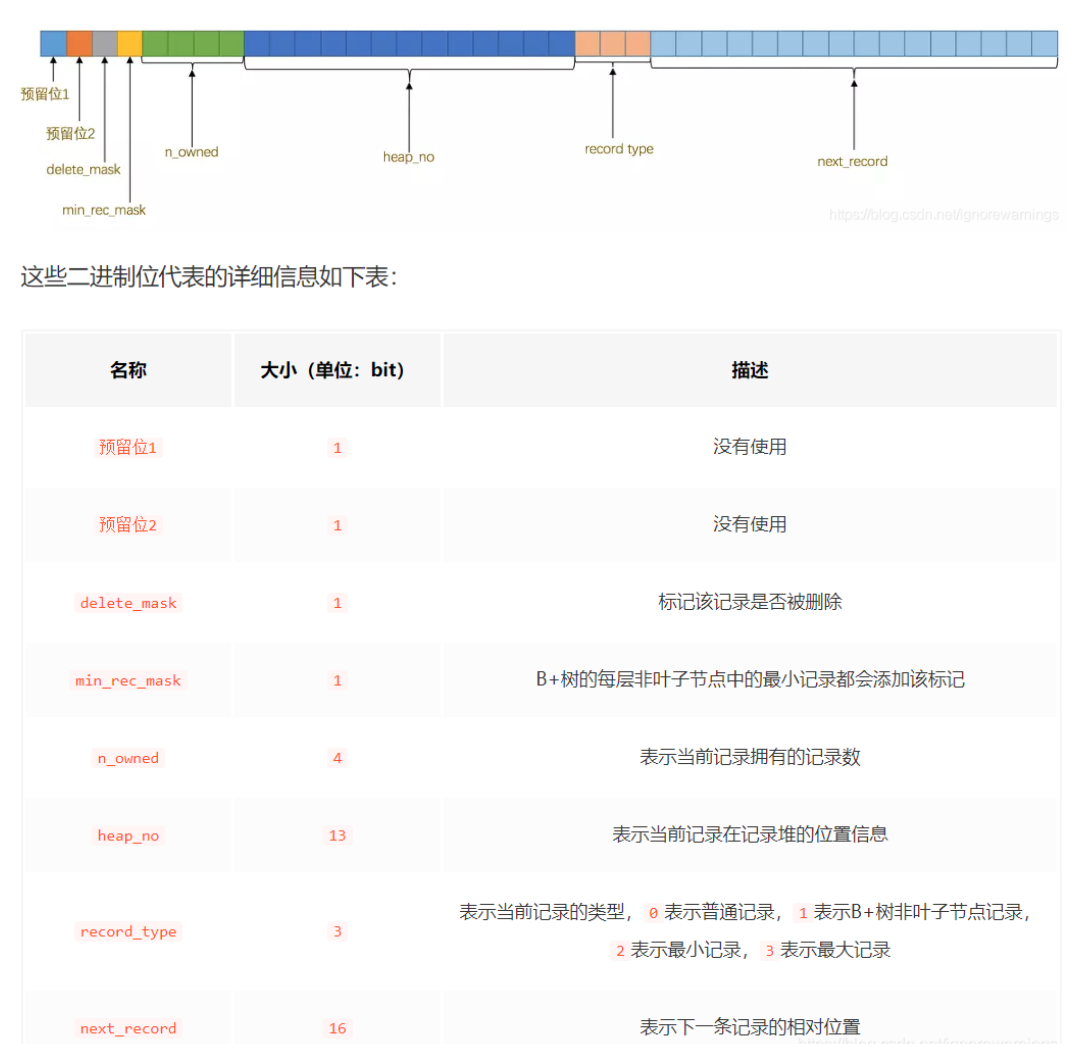 预留位1
预留位2
delete_mask
min_rec_mask
n_owned
heap_no
record type
next_record
https://blog.csdn.net/ignorewarnings
这些二进制位代表的详细信息如下表：
名称 大小（单位：bit） 描述
预留位1 1 没有使用
预留位2 1 没有使用
delete_mask 1 标记该记录是否被删除
min_rec_mask 1 B+树的每层非叶子节点中的最小记录都会添加该标记
n_owned 4 表示当前记录拥有的记录数
heap_no 13 表示当前记录在记录堆的位置信息
record_type 3 表示当前记录的类型， 0 表示普通记录， 1 表示B+树非叶子节点记录，
2 表示最小记录， 3 表示最大记录
next_record 16 表示下一条记录的相对位置